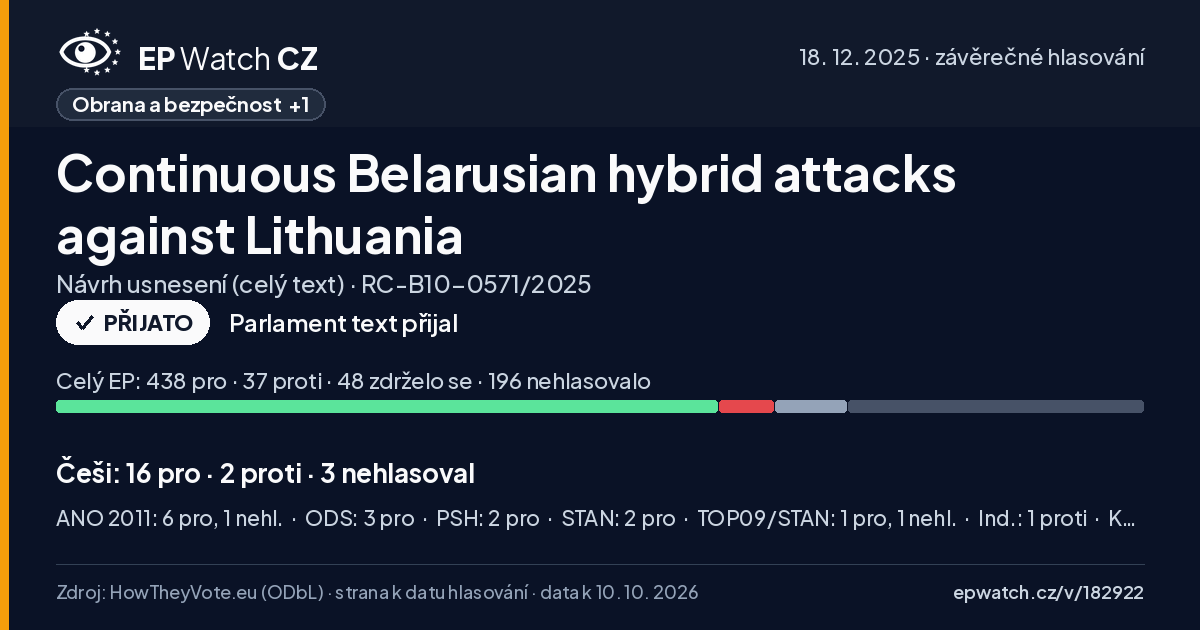 EP Watch CZ
18. 12. 2025 · závěrečné hlasování
Obrana a bezpečnost +1
Continuous Belarusian hybrid attacks
against Lithuania
Návrh usnesení (celý text) · RC-B10-0571/2025
✓ PŘIJATO Parlament text přijal
Celý EP: 438 pro · 37 proti · 48 zdrželo se · 196 nehlasovalo
Češi: 16 pro · 2 proti · 3 nehlasoval
ANO 2011: 6 pro, 1 nehl. · ODS: 3 pro · PSH: 2 pro · STAN: 2 pro · TOP09/STAN: 1 pro, 1 nehl. · Ind.: 1 proti · K…
Zdroj: HowTheyVote.eu (ODbL) · strana k datu hlasování · data k 10. 10. 2026
epwatch.cz/v/182922